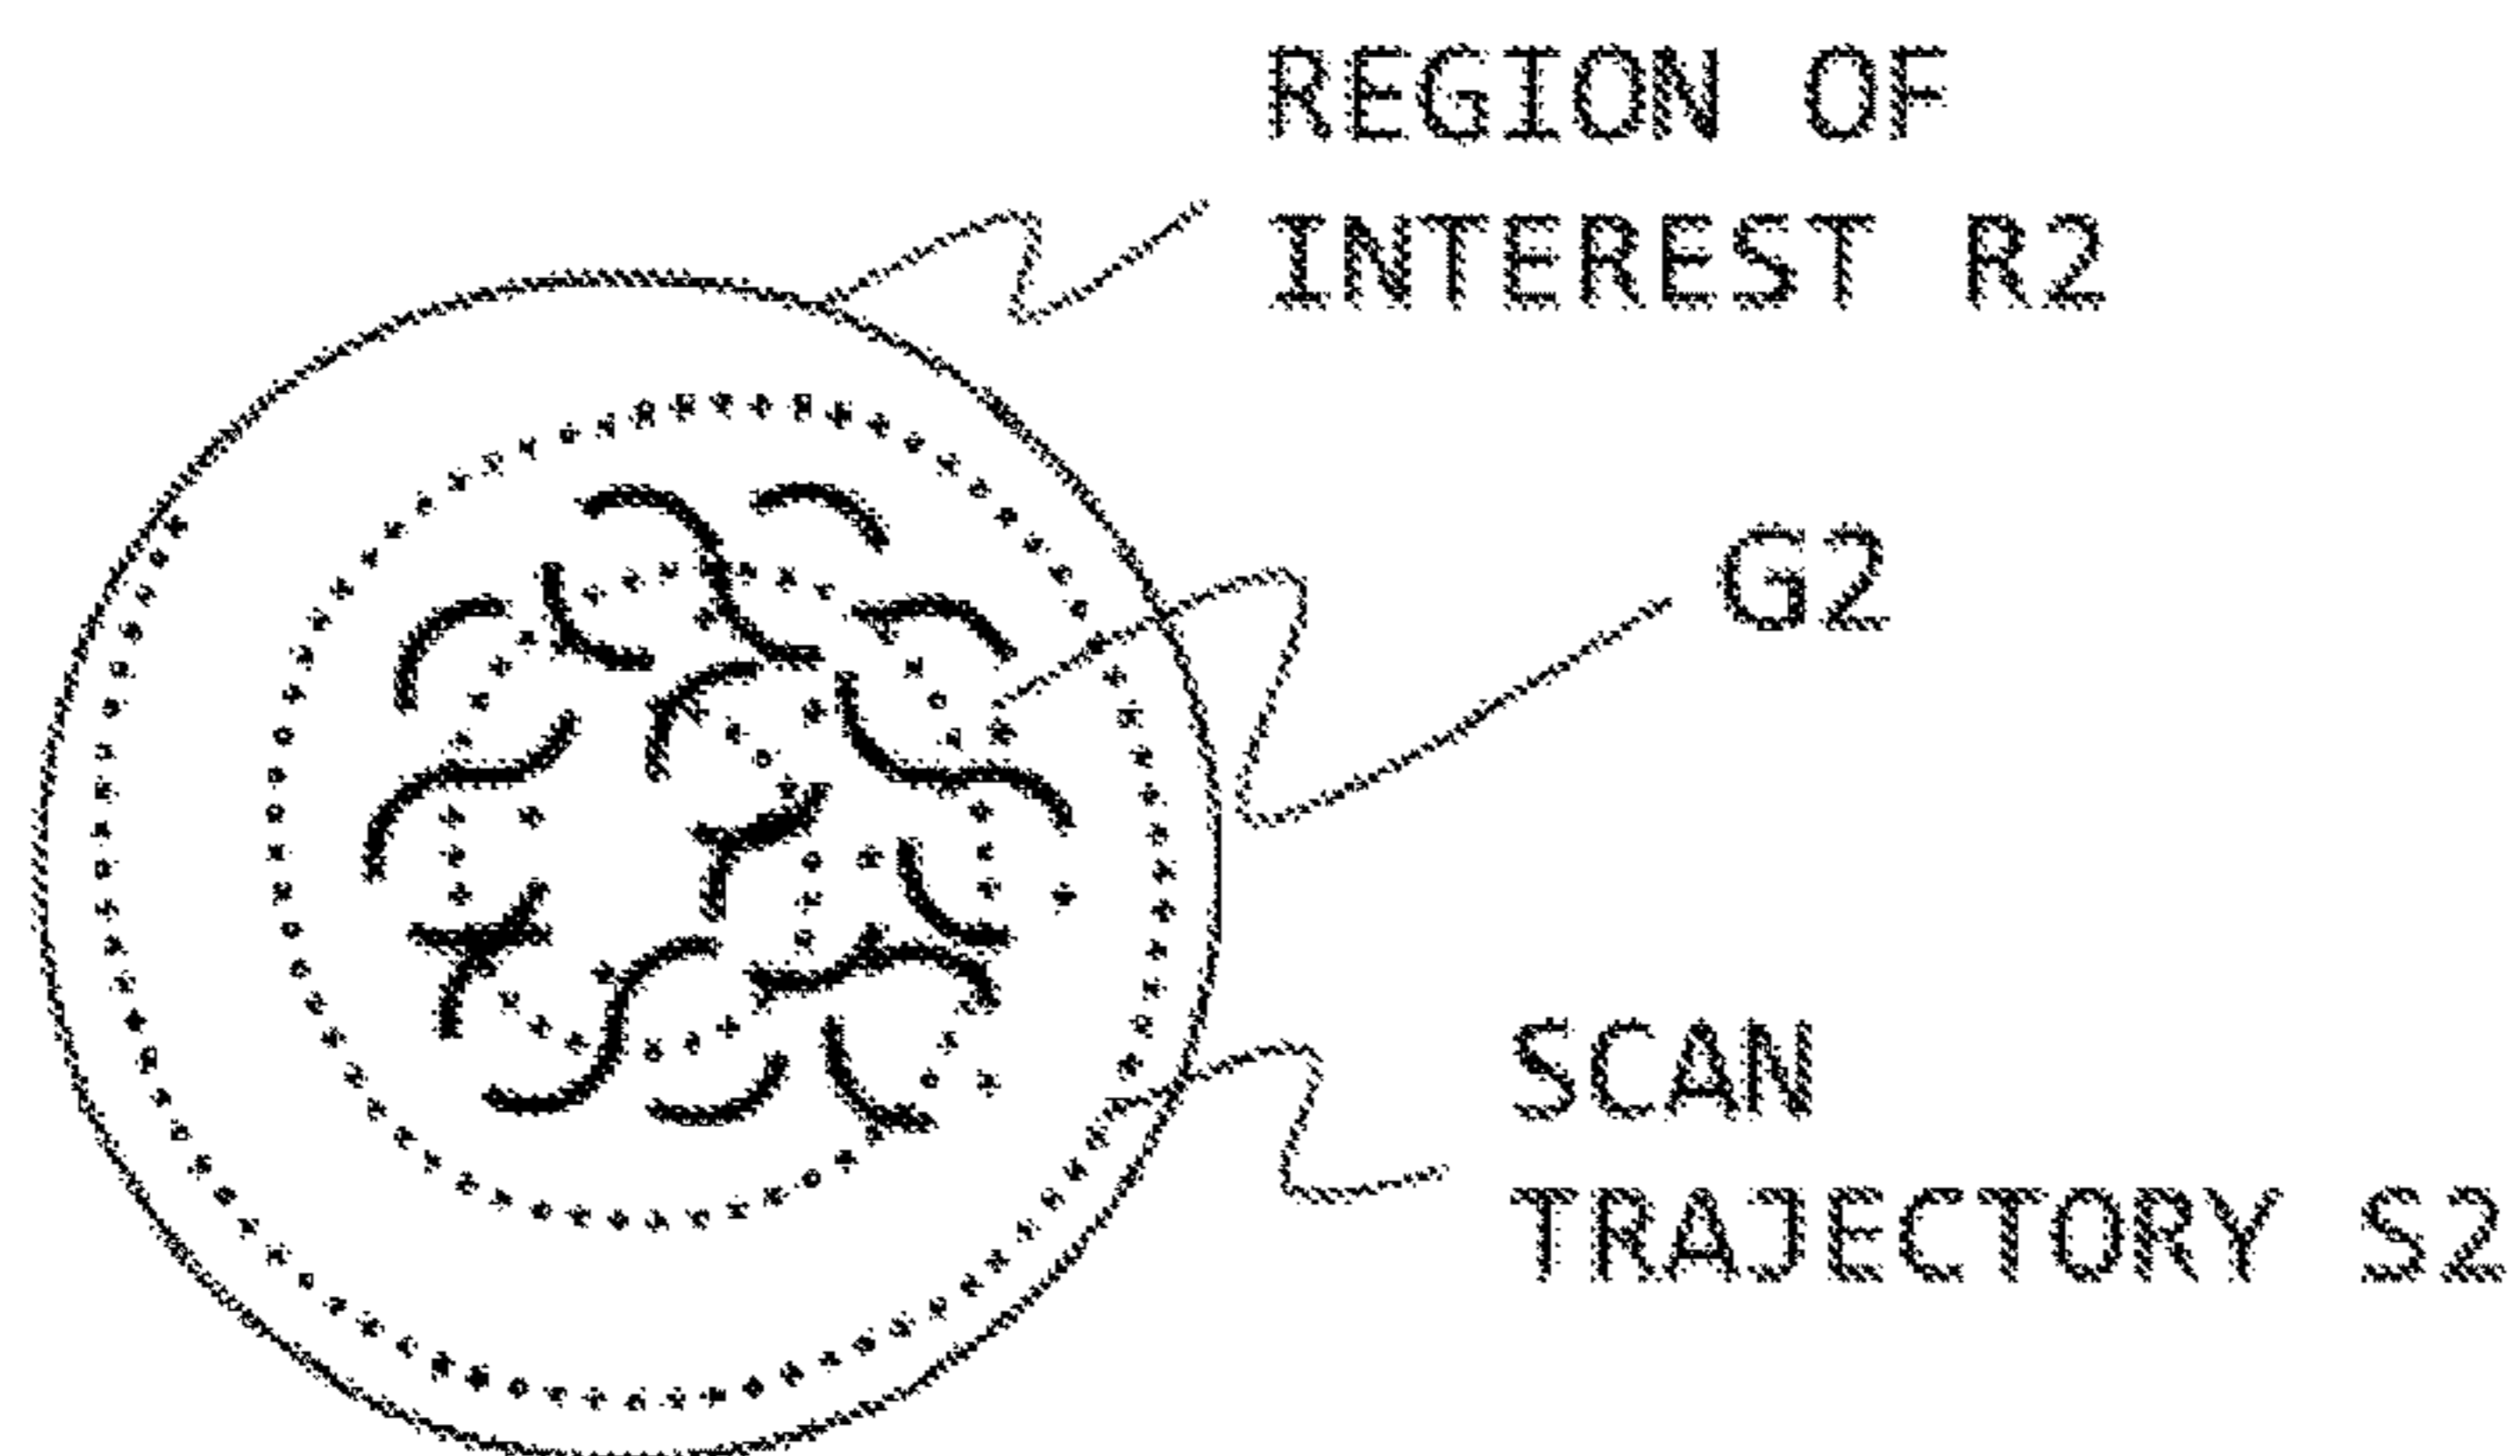 REGION OF
INTEREST R2
G2
SCAN
TRAJECTORY S2